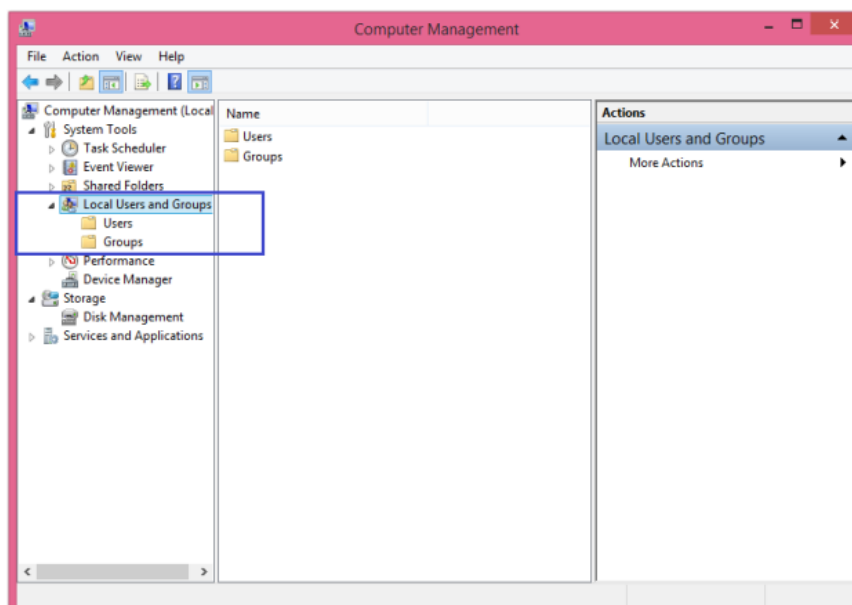 Computer Management
File Action View Help
Computer Management (Local
System Tools
Task Scheduler
Event Viewer
Shared Folders
Local Users and Groups
Users
Groups
Performance
Device Manager
Storage
Disk Management
Services and Applications
Name
Users
Groups
Actions
Local Users and Groups
More Actions